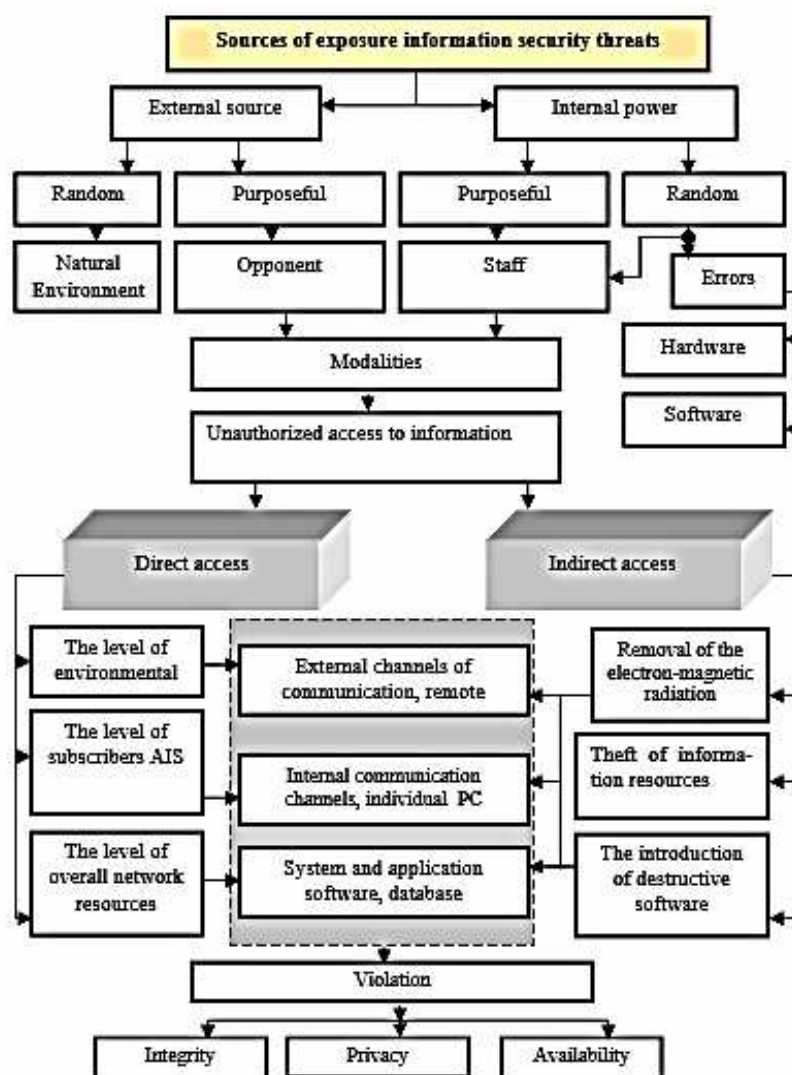 Sources of exposure information security threats
External source
Internal power
Random
Purposeful
Purposeful
Random
Natural
Environment
Opponent
Staff
Errors
Hardware
Software
Modalities
Unauthorized access to information
Direct access
Indirect access
The level of
environmental
External channels of
communication, remote
Removal of the
electron-magnetic
radiation
The level of
subscribers AIS
Internal communication
channels, individual PC
Theft of informa-
tion resources
The level of
overall network
resources
System and application
software, database
The introduction
of destructive
software
Violation
Integrity
Privacy
Availability